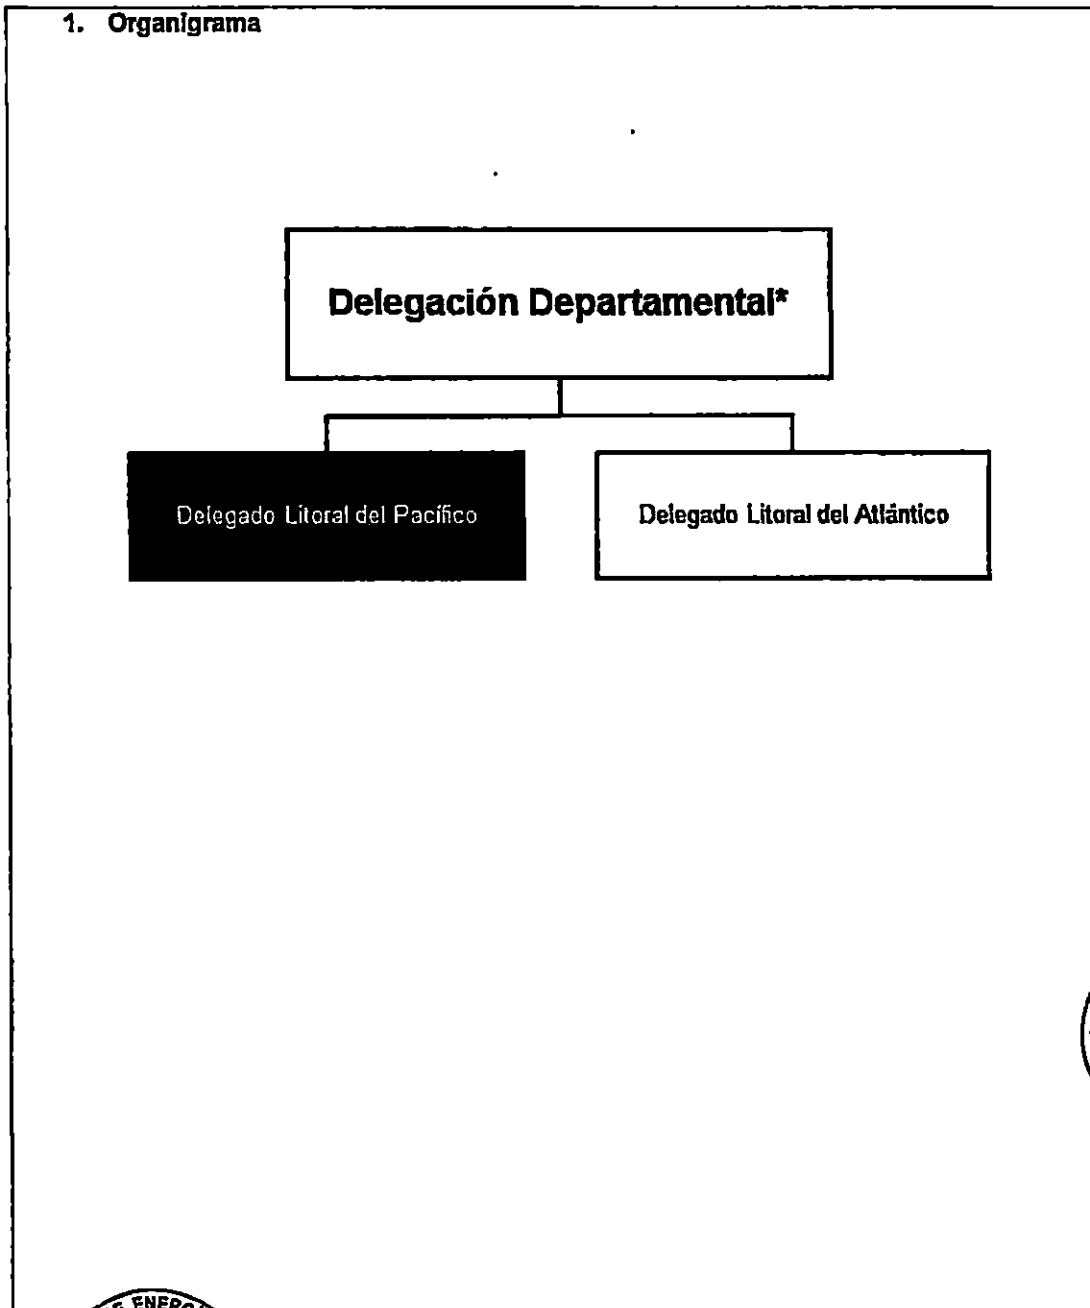 1. Organigrama
Delegación Departamental*
Delegado Litoral del Pacífico
Delegado Litoral del Atlántico